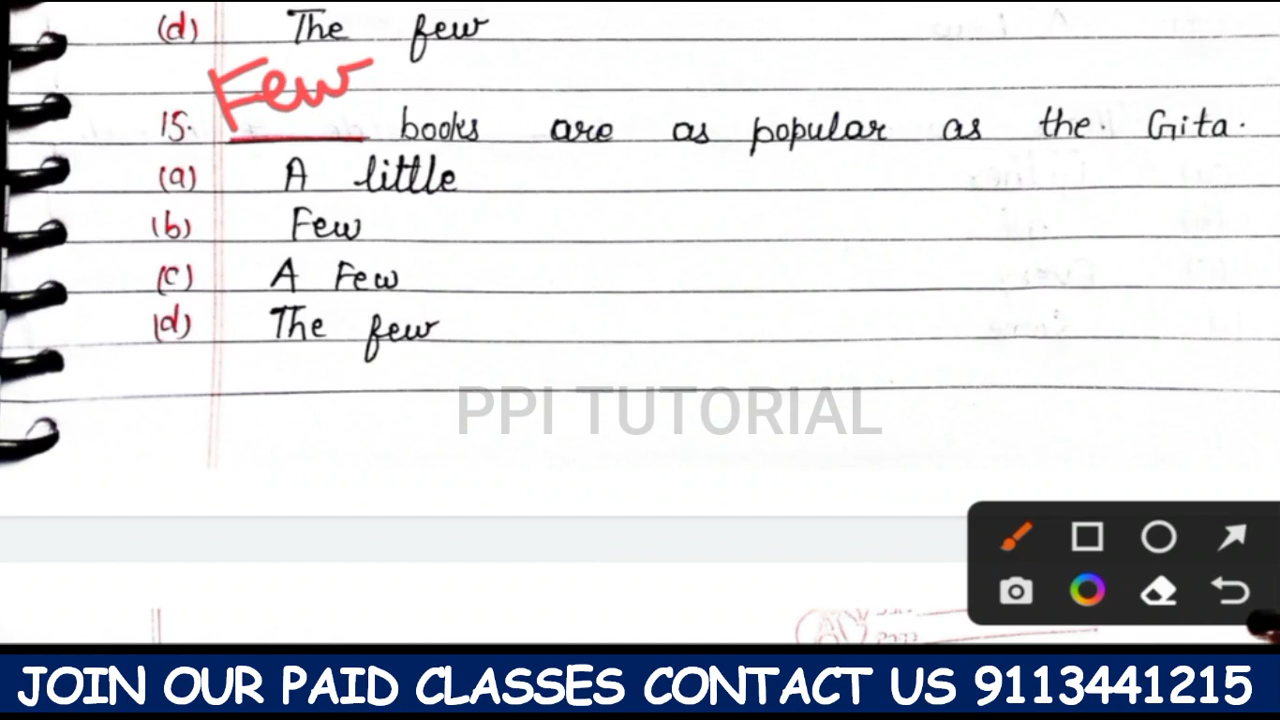 (d) The few
Few
15. ______ books are as popular as the Gita.
(a) A little
(b) Few
(c) A Few
(d) The few
PPI TUTORIAL
JOIN OUR PAID CLASSES CONTACT US 9113441215